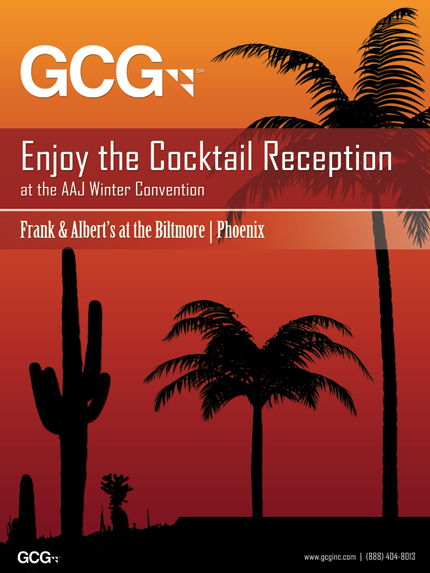 GCG SM
Enjoy the Cocktail Reception
at the AAJ Winter Convention
Frank & Albert's at the Biltmore | Phoenix
GCG
www.gcginc.com | (888) 404-8013